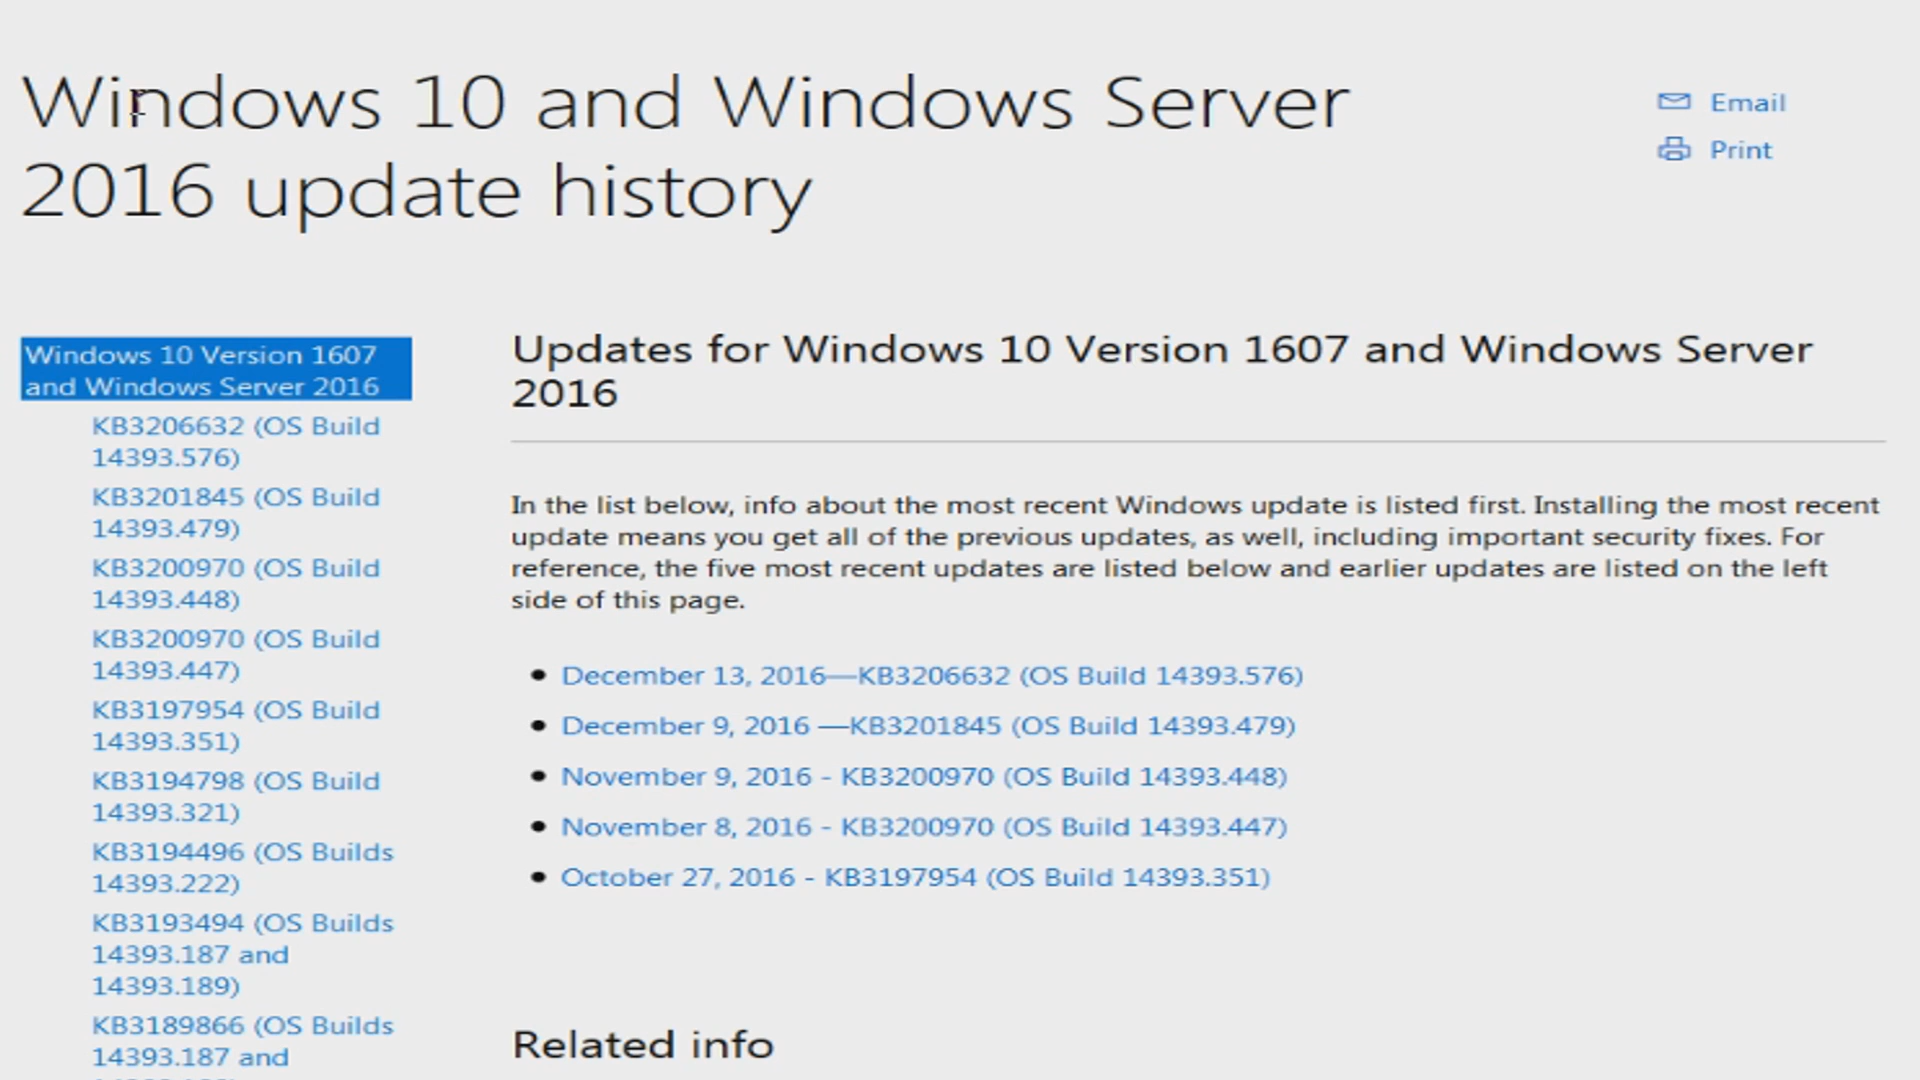 Windows 10 and Windows Server
2016 update history
Email
Print
Windows 10 Version 1607
and Windows Server 2016
KB3206632 (OS Build
14393.576)
KB3201845 (OS Build
14393.479)
KB3200970 (OS Build
14393.448)
KB3200970 (OS Build
14393.447)
KB3197954 (OS Build
14393.351)
KB3194798 (OS Build
14393.321)
KB3194496 (OS Builds
14393.222)
KB3193494 (OS Builds
14393.187 and
14393.189)
KB3189866 (OS Builds
14393.187 and
Updates for Windows 10 Version 1607 and Windows Server
2016
In the list below, info about the most recent Windows update is listed first. Installing the most recent
update means you get all of the previous updates, as well, including important security fixes. For
reference, the five most recent updates are listed below and earlier updates are listed on the left
side of this page.
• December 13, 2016—KB3206632 (OS Build 14393.576)
• December 9, 2016 —KB3201845 (OS Build 14393.479)
• November 9, 2016 - KB3200970 (OS Build 14393.448)
• November 8, 2016 - KB3200970 (OS Build 14393.447)
• October 27, 2016 - KB3197954 (OS Build 14393.351)
Related info